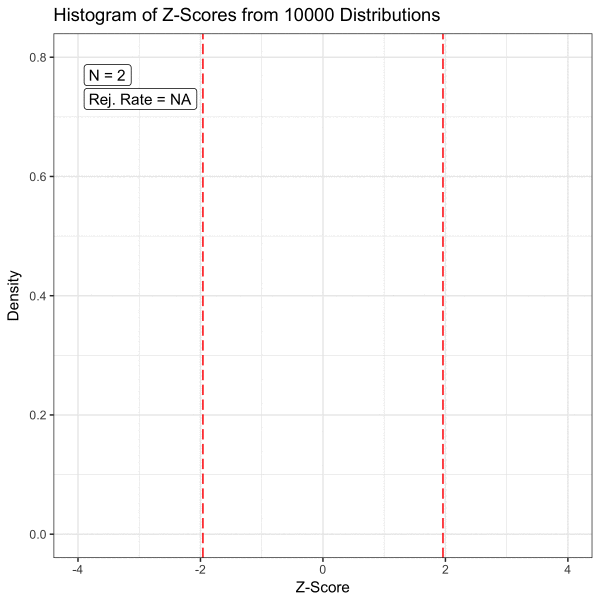 Histogram of Z-Scores from 10000 Distributions
0.8
N = 2
Rej. Rate = NA
0.6
Density
0.4
0.2
0.0
-4
-2
0
2
4
Z-Score